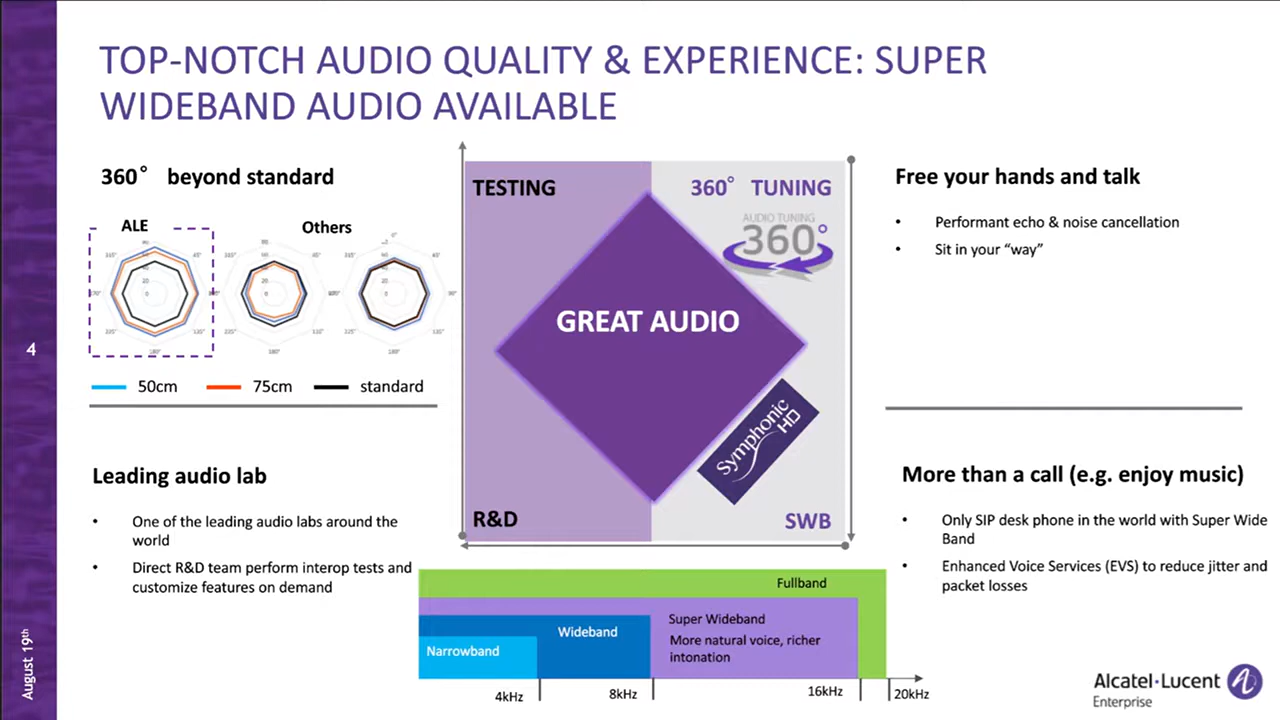 TOP-NOTCH AUDIO QUALITY & EXPERIENCE: SUPER
WIDEBAND AUDIO AVAILABLE
360° beyond standard
ALE
Others
50cm
75cm
standard
Leading audio lab
• One of the leading audio labs around the
world
• Direct R&D team perform interop tests and
customize features on demand
TESTING
360° TUNING
AUDIO TUNING
360°
GREAT AUDIO
Symphonic
HD
R&D
SWB
Free your hands and talk
• Performant echo & noise cancellation
• Sit in your “way”
More than a call (e.g. enjoy music)
• Only SIP desk phone in the world with Super Wide
Band
• Enhanced Voice Services (EVS) to reduce jitter and
packet losses
Fullband
Super Wideband
More natural voice, richer
intonation
Wideband
Narrowband
4kHz
8kHz
16kHz
20kHz
4
August 19th
Alcatel·Lucent
Enterprise